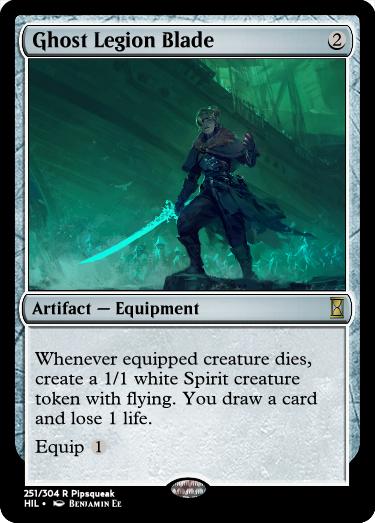 Ghost Legion Blade 2
Artifact — Equipment
Whenever equipped creature dies,
create a 1/1 white Spirit creature
token with flying. You draw a
card and lose 1 life.
Equip 1
251/304 R Pipsqueak
HIL • Benjamin Ee